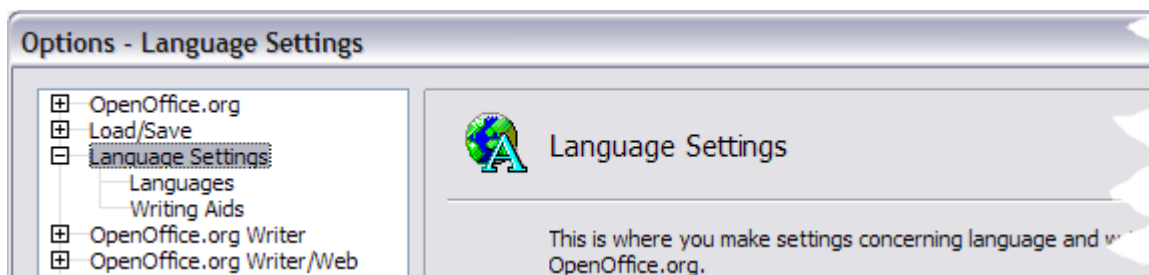 Options - Language Settings
OpenOffice.org
Load/Save
Language Settings
Languages
Writing Aids
OpenOffice.org Writer
OpenOffice.org Writer/Web
Language Settings
This is where you make settings concerning language and
OpenOffice.org.